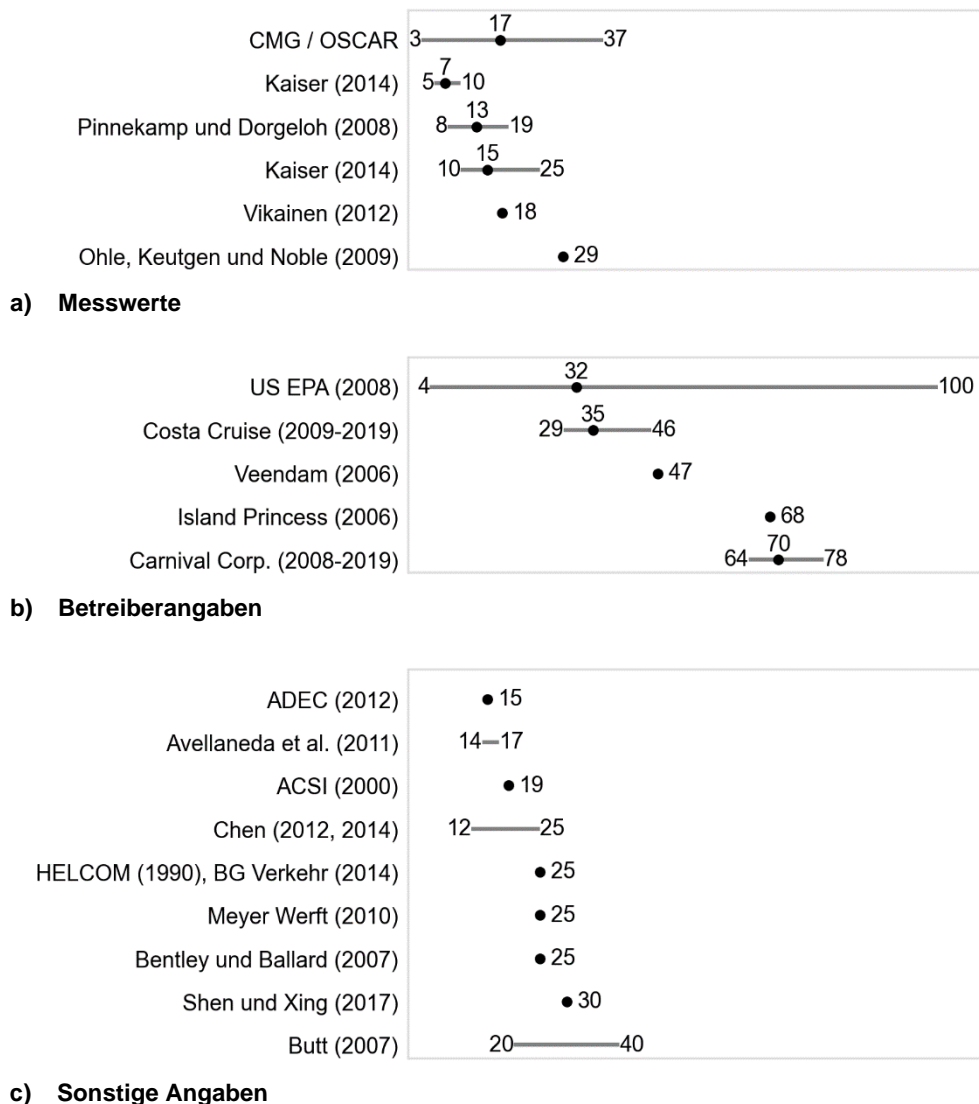 CMG / OSCAR 3 17 37
Kaiser (2014) 5 7 10
Pinnekamp und Dorgeloh (2008) 8 13 19
Kaiser (2014) 10 15 25
Vikainen (2012) 18
Ohle, Keutgen und Noble (2009) 29
a) Messwerte
US EPA (2008) 4 32 100
Costa Cruise (2009-2019) 29 35 46
Veendam (2006) 47
Island Princess (2006) 68
Carnival Corp. (2008-2019) 64 70 78
b) Betreiberangaben
ADEC (2012) 15
Avellaneda et al. (2011) 14 17
ACSI (2000) 19
Chen (2012, 2014) 12 25
HELCOM (1990), BG Verkehr (2014) 25
Meyer Werft (2010) 25
Bentley und Ballard (2007) 25
Shen und Xing (2017) 30
Butt (2007) 20 40
c) Sonstige Angaben